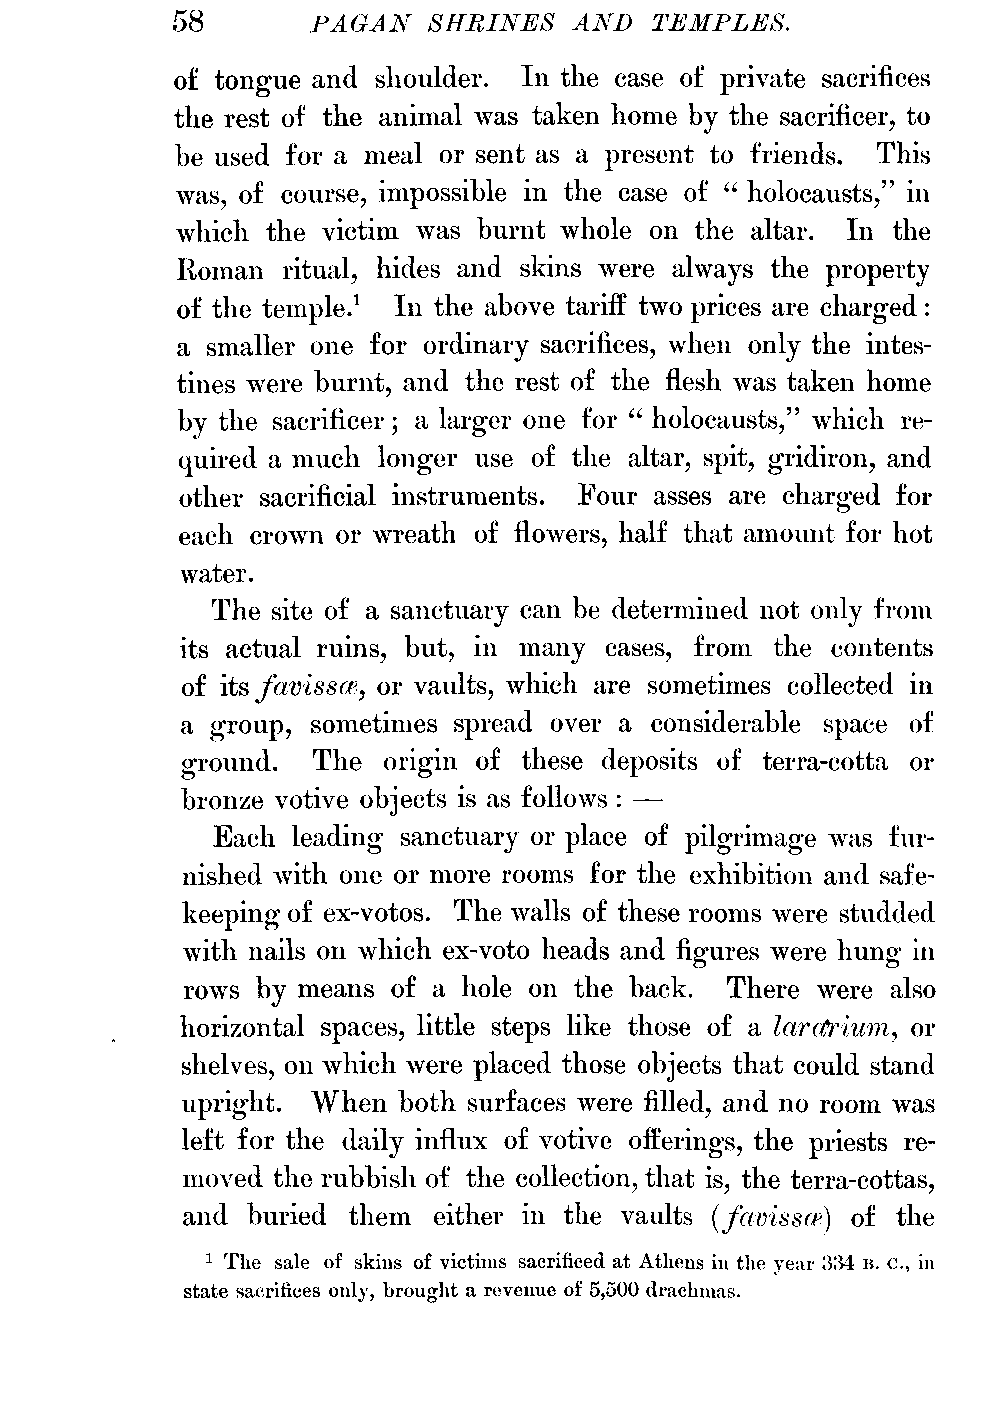 58 PAGAN SHRINES AND TEMPLES.
of tongue and shoulder. In the case of private sacrifices
the rest of the animal was taken home by the sacrificer, to
be used for a meal or sent as a present to friends. This
was, of course, impossible in the case of “ holocausts,” in
which the victim was burnt whole on the altar. In the
Roman ritual, hides and skins were always the property
of the temple.¹ In the above tariff two prices are charged :
a smaller one for ordinary sacrifices, when only the intes-
tines were burnt, and the rest of the flesh was taken home
by the sacrificer ; a larger one for “ holocausts,” which re-
quired a much longer use of the altar, spit, gridiron, and
other sacrificial instruments. Four asses are charged for
each crown or wreath of flowers, half that amount for hot
water.
The site of a sanctuary can be determined not only from
its actual ruins, but, in many cases, from the contents
of its favissæ, or vaults, which are sometimes collected in
a group, sometimes spread over a considerable space of
ground. The origin of these deposits of terra-cotta or
bronze votive objects is as follows : —
Each leading sanctuary or place of pilgrimage was fur-
nished with one or more rooms for the exhibition and safe-
keeping of ex-votos. The walls of these rooms were studded
with nails on which ex-voto heads and figures were hung in
rows by means of a hole on the back. There were also
horizontal spaces, little steps like those of a lararium, or
shelves, on which were placed those objects that could stand
upright. When both surfaces were filled, and no room was
left for the daily influx of votive offerings, the priests re-
moved the rubbish of the collection, that is, the terra-cottas,
and buried them either in the vaults (favissæ) of the
¹ The sale of skins of victims sacrificed at Athens in the year 334 B. C., in
state sacrifices only, brought a revenue of 5,500 drachmas.